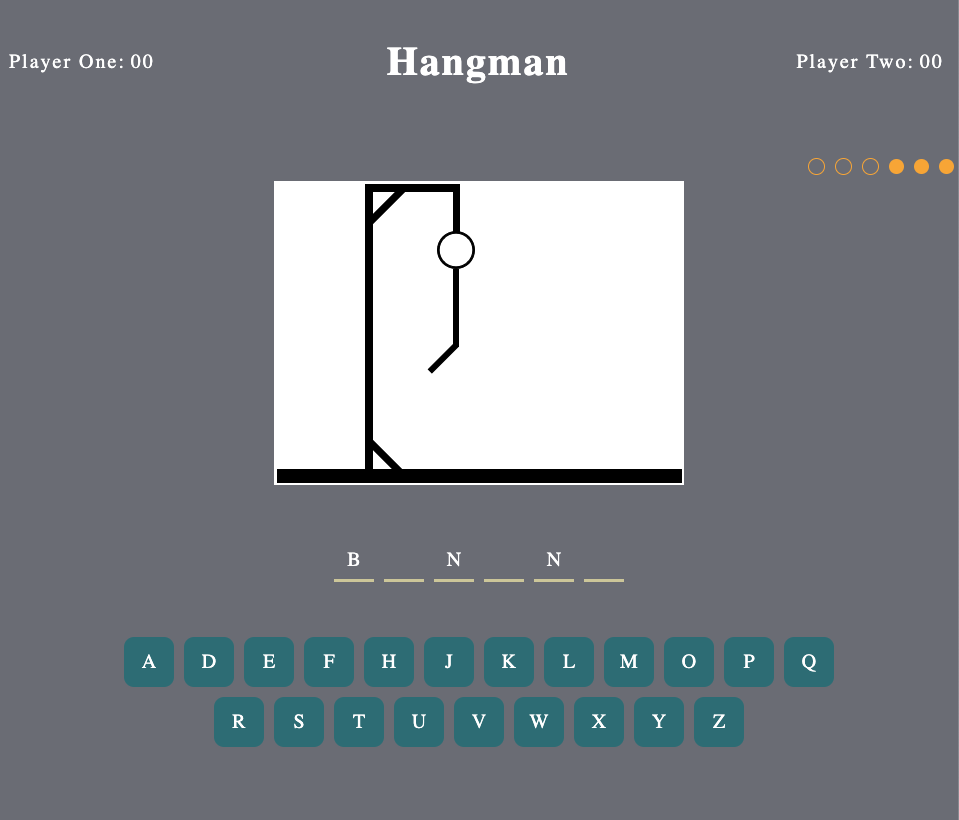 Player One: 00 Hangman Player Two: 00
B N N
A D E F H J K L M O P Q
R S T U V W X Y Z